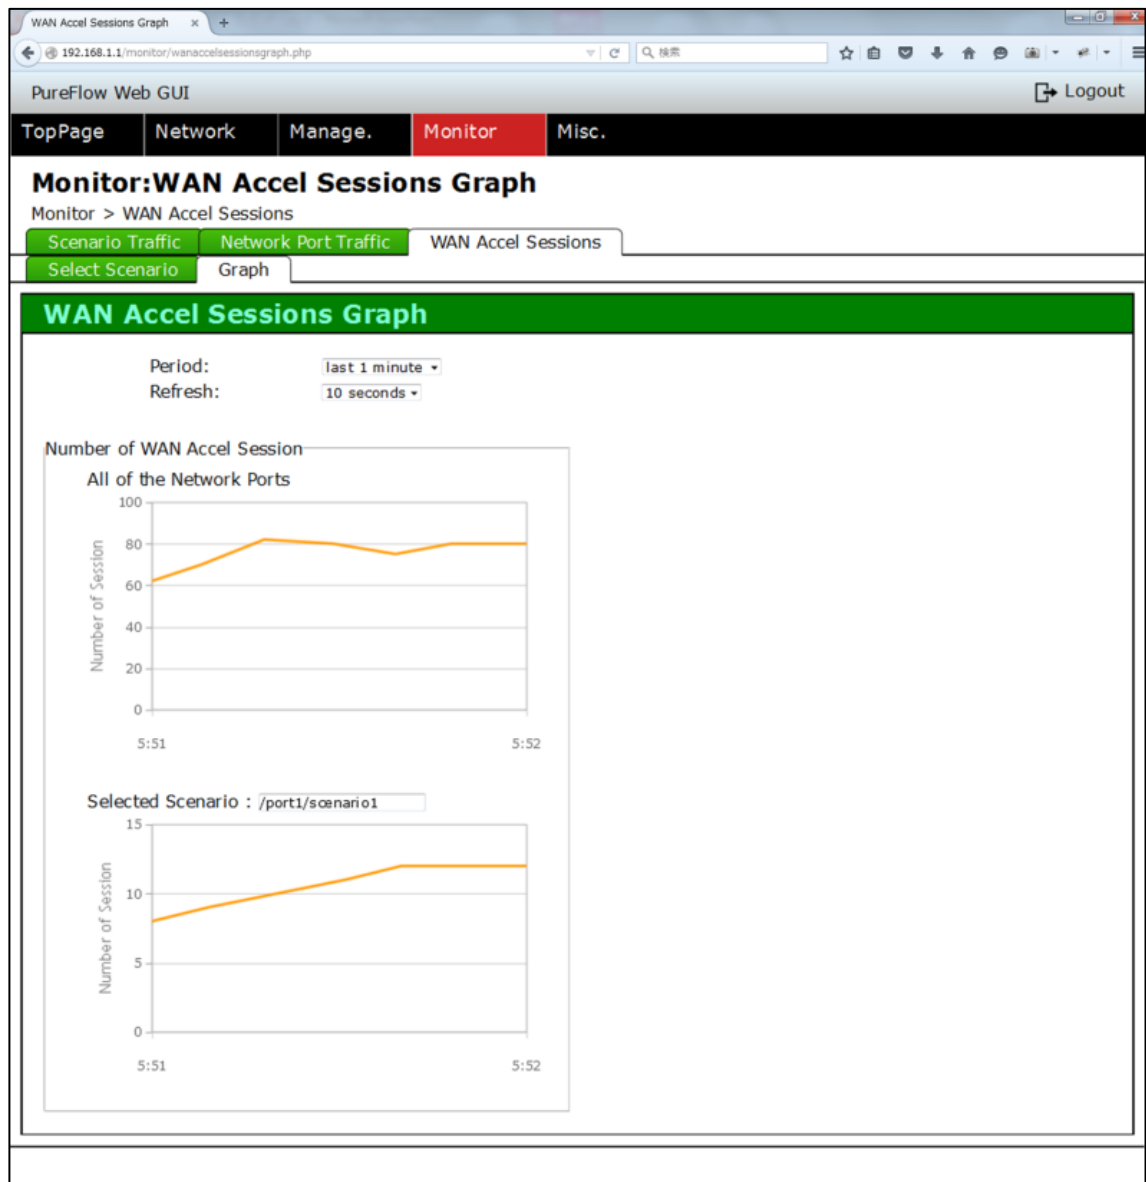 WAN Accel Sessions Graph
192.168.1.1/monitor/wanaccelsessionsgraph.php
検索
PureFlow Web GUI
Logout
TopPage Network Manage. Monitor Misc.
Monitor:WAN Accel Sessions Graph
Monitor > WAN Accel Sessions
Scenario Traffic Network Port Traffic WAN Accel Sessions
Select Scenario Graph
WAN Accel Sessions Graph
Period: last 1 minute
Refresh: 10 seconds
Number of WAN Accel Session
All of the Network Ports
Number of Session
100
80
60
40
20
0
5:51 5:52
Selected Scenario : /port1/scenario1
Number of Session
15
10
5
0
5:51 5:52